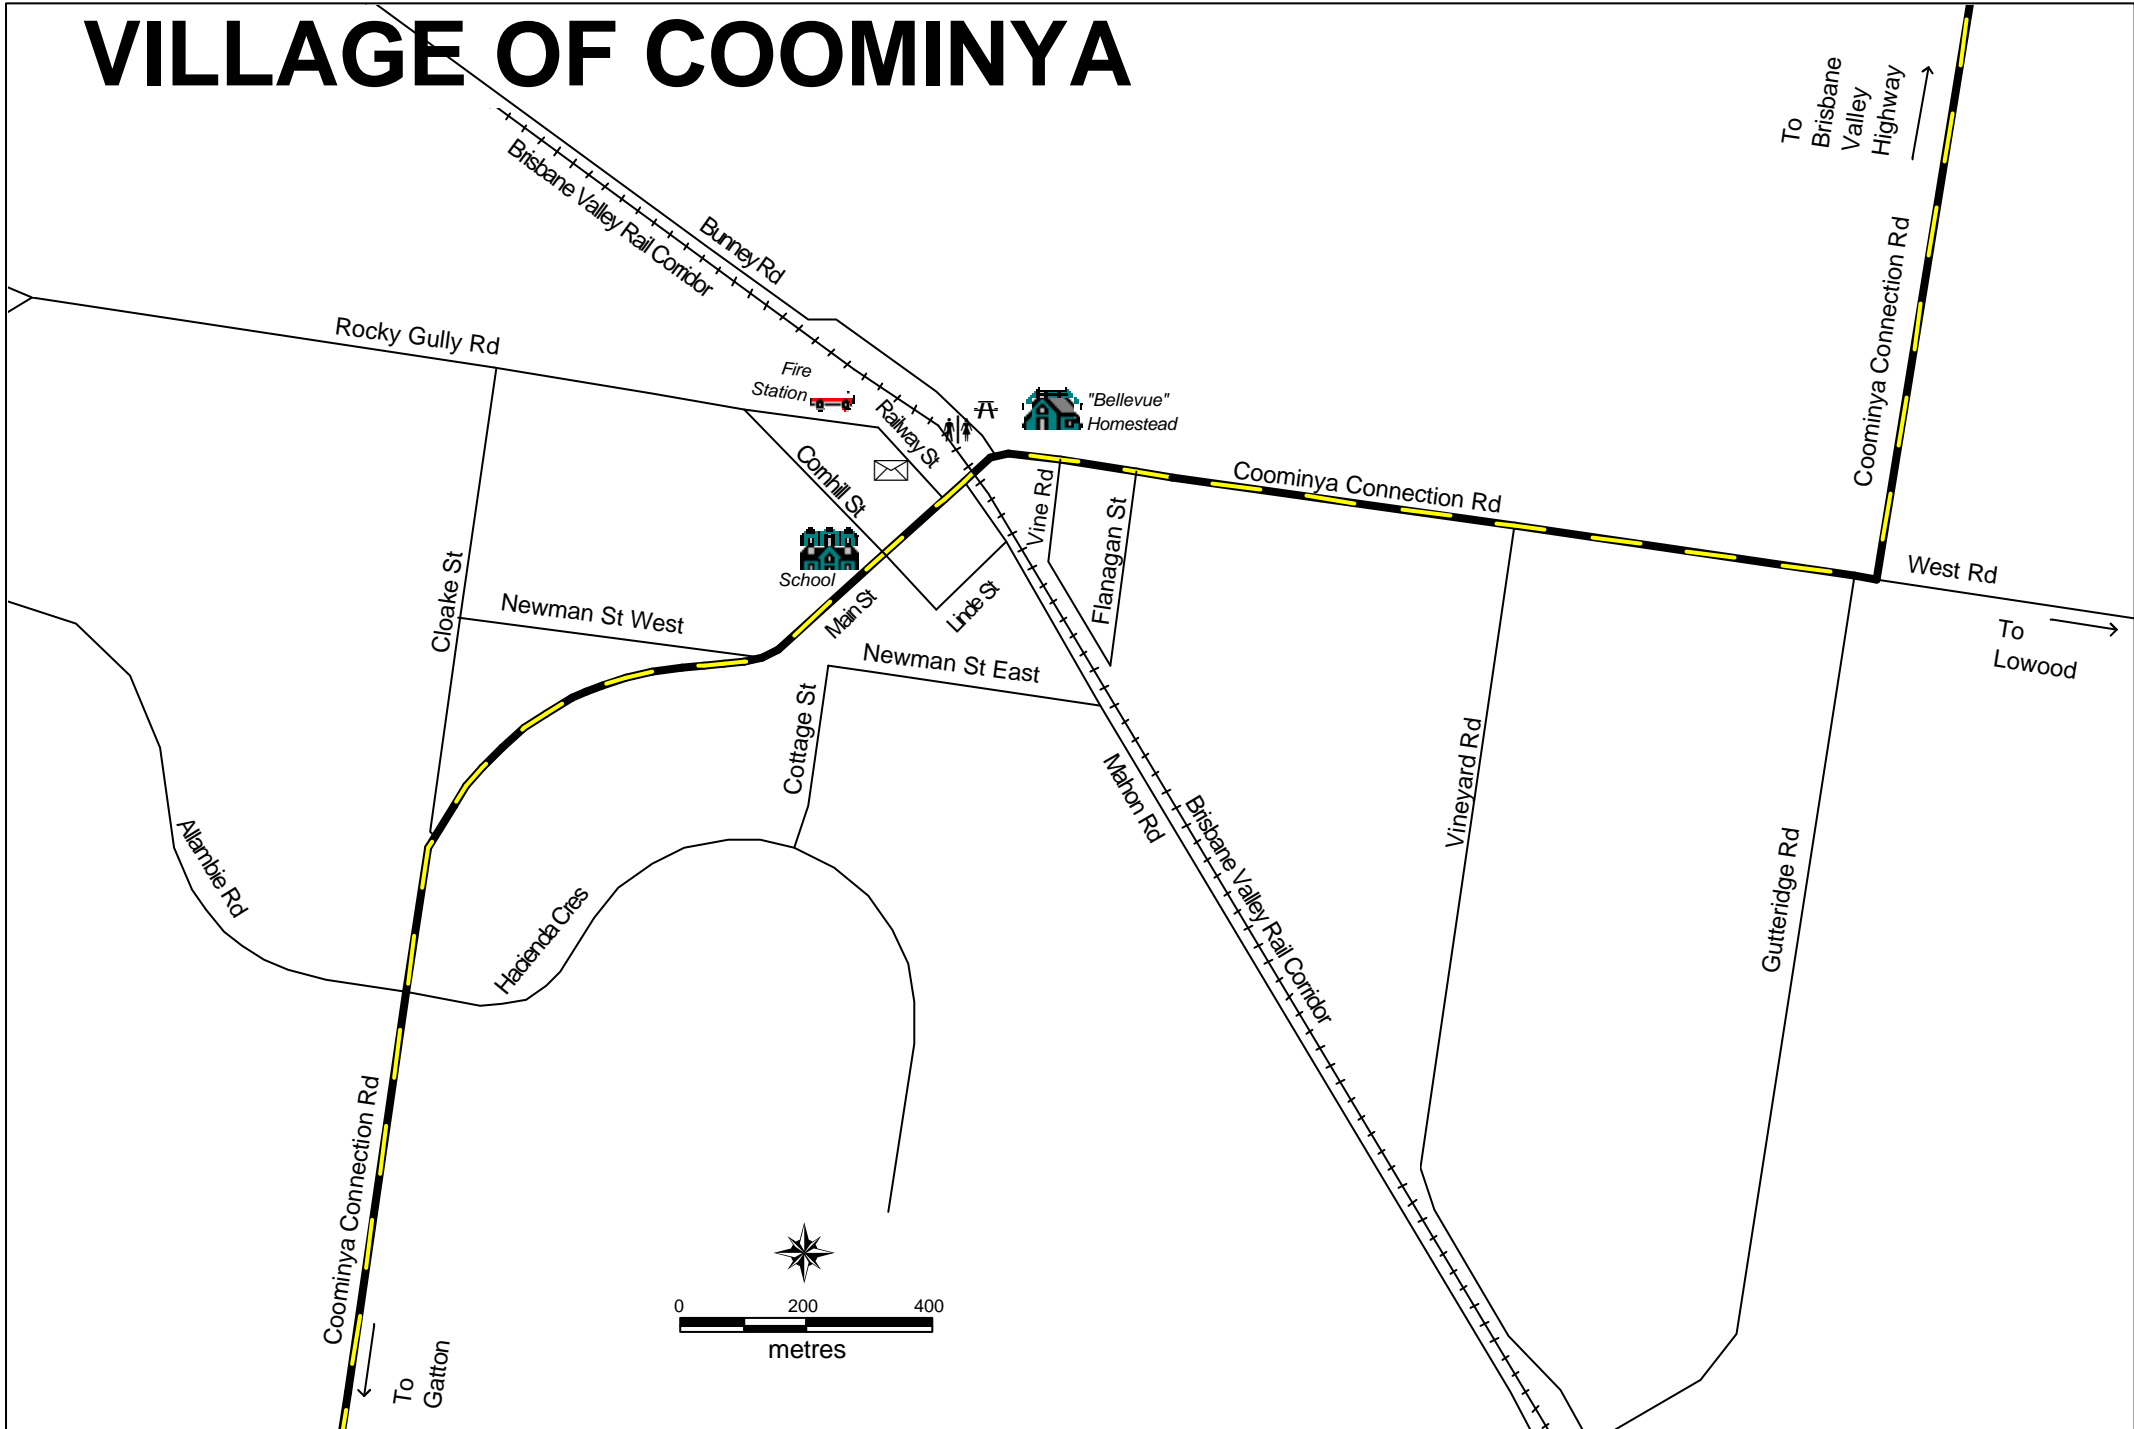 VILLAGE OF COOMINYA
To
Brisbane
Valley
Highway
Brisbane Valley Rail Corridor
Bunney Rd
Coominya Connection Rd
Rocky Gully Rd
Fire
Station
Railway St
"Bellevue"
Homestead
Cornhill St
Vine Rd
Coominya Connection Rd
Flanagan St
School
Main St
Linde St
West Rd
To
Lowood
Cloake St
Newman St West
Newman St East
Cottage St
Mahon Rd
Vineyard Rd
Brisbane Valley Rail Corridor
Gutteridge Rd
Allambie Rd
Hacienda Cres
Coominya Connection Rd
To
Gatton
0 200 400
metres